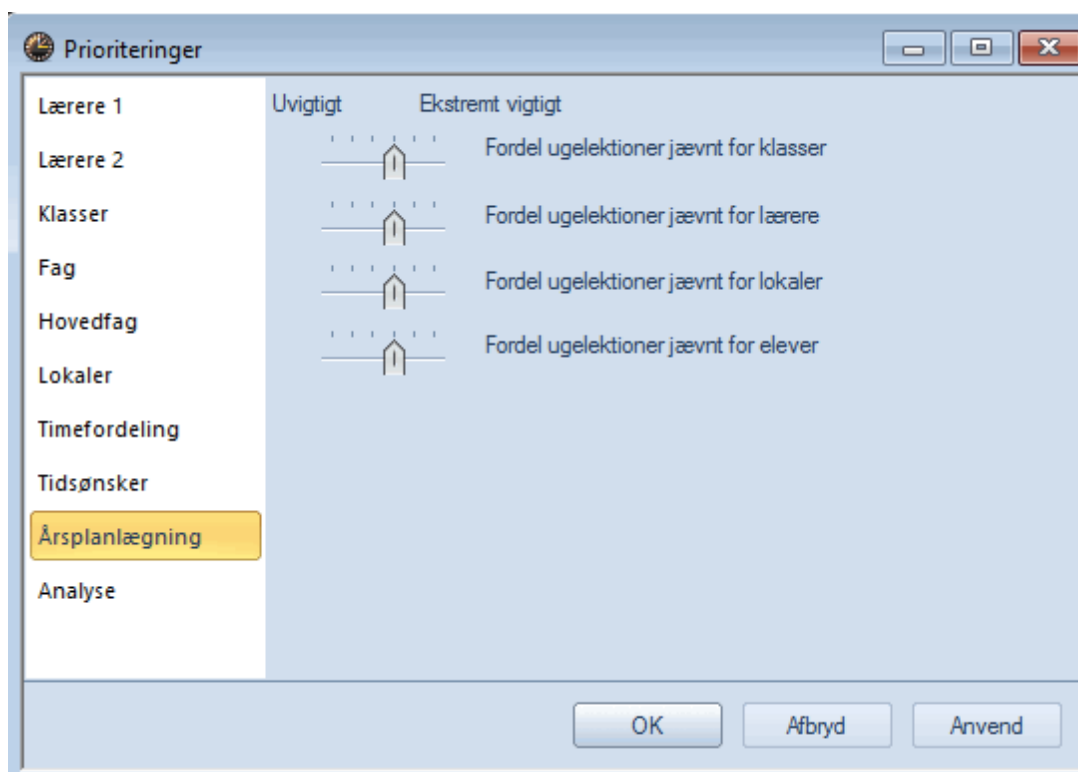 Prioriteringer
Lærere 1
Lærere 2
Klasser
Fag
Hovedfag
Lokaler
Timefordeling
Tidsønsker
Årsplanlægning
Analyse
Uvigtigt Ekstremt vigtigt
Fordel ugelektioner jævnt for klasser
Fordel ugelektioner jævnt for lærere
Fordel ugelektioner jævnt for lokaler
Fordel ugelektioner jævnt for elever
OK Afbryd Anvend